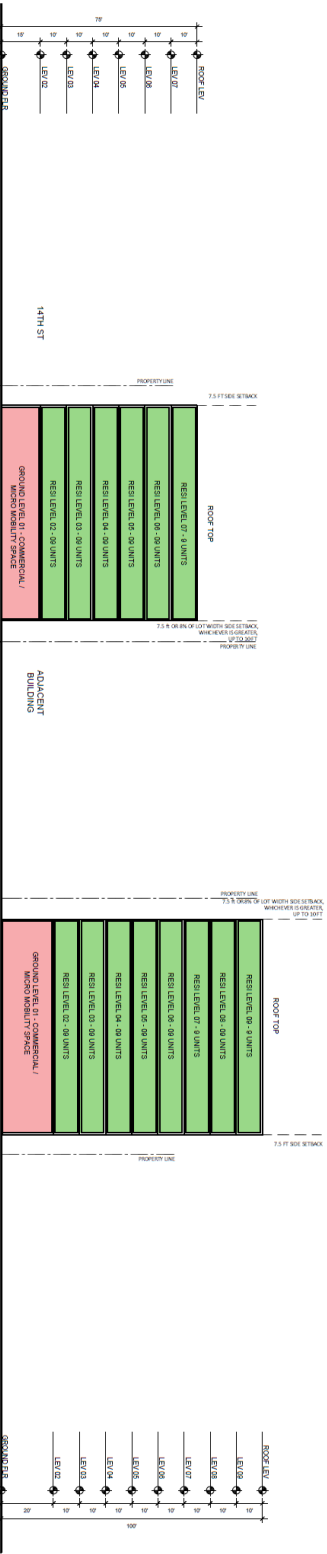 78'
18'
10'
10'
10'
10'
10'
10'
GROUND FLR
LEV 02
LEV 03
LEV 04
LEV 05
LEV 06
LEV 07
ROOF LEV
14TH ST
PROPERTY LINE
7.5 FT SIDE SETBACK
ROOF TOP
RESI LEVEL 07 - 9 UNITS
RESI LEVEL 06 - 09 UNITS
RESI LEVEL 05 - 09 UNITS
RESI LEVEL 04 - 09 UNITS
RESI LEVEL 03 - 09 UNITS
RESI LEVEL 02 - 09 UNITS
GROUND LEVEL 01 - COMMERCIAL /
MICRO MOBILITY SPACE
7.5 ft OR 8% OF LOT WIDTH SIDE SETBACK,
WHICHEVER IS GREATER,
UP TO 10 FT
PROPERTY LINE
ADJACENT
BUILDING
PROPERTY LINE
7.5 ft OR 8% OF LOT WIDTH SIDE SETBACK,
WHICHEVER IS GREATER,
UP TO 10 FT
ROOF TOP
RESI LEVEL 09 - 9 UNITS
RESI LEVEL 08 - 09 UNITS
RESI LEVEL 07 - 9 UNITS
RESI LEVEL 06 - 09 UNITS
RESI LEVEL 05 - 09 UNITS
RESI LEVEL 04 - 09 UNITS
RESI LEVEL 03 - 09 UNITS
RESI LEVEL 02 - 09 UNITS
GROUND LEVEL 01 - COMMERCIAL /
MICRO MOBILITY SPACE
7.5 FT SIDE SETBACK
PROPERTY LINE
ROOF LEV
LEV 09
LEV 08
LEV 07
LEV 06
LEV 05
LEV 04
LEV 03
LEV 02
GROUND FLR
10'
10'
10'
10'
10'
10'
10'
10'
20'
100'